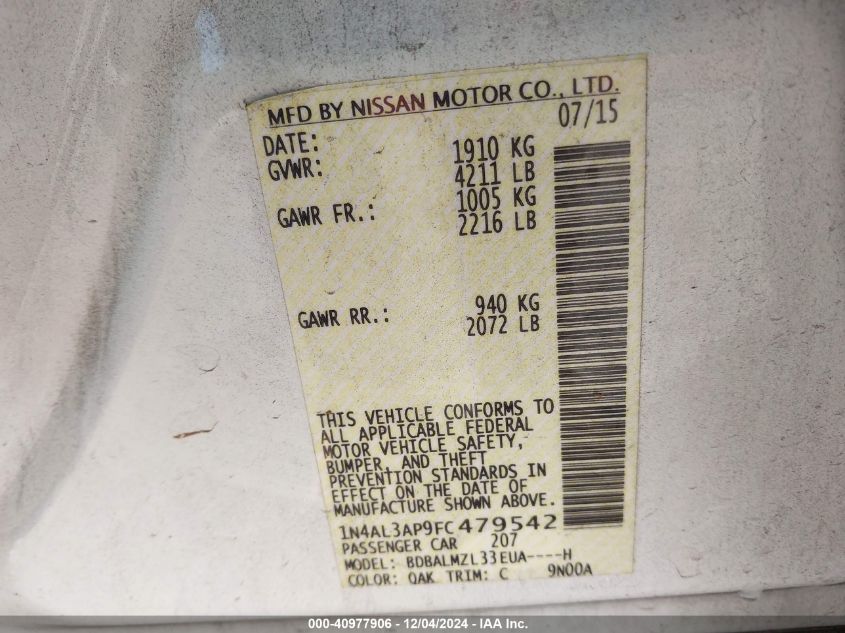 MFD BY NISSAN MOTOR CO., LTD.
DATE: 07/15
GVWR: 1910 KG
4211 LB
GAWR FR.: 1005 KG
2216 LB
GAWR RR.: 940 KG
2072 LB
THIS VEHICLE CONFORMS TO
ALL APPLICABLE FEDERAL
MOTOR VEHICLE SAFETY,
BUMPER, AND THEFT
PREVENTION STANDARDS IN
EFFECT ON THE DATE OF
MANUFACTURE SHOWN ABOVE.
1N4AL3AP9FC479542
PASSENGER CAR 207
MODEL: BDBALMZL33EUA----H
COLOR: QAK TRIM: C 9N00A
000-40977906 - 12/04/2024 - IAA Inc.